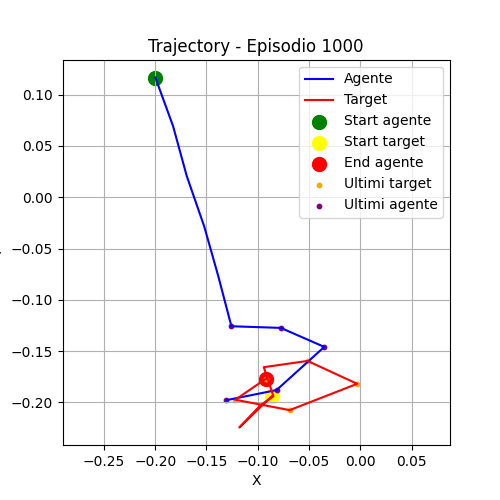 Trajectory - Episodio 1000
Agente
Target
Start agente
Start target
End agente
Ultimi target
Ultimi agente
0.10
0.05
0.00
−0.05
−0.10
−0.15
−0.20
−0.25 −0.20 −0.15 −0.10 −0.05 0.00 0.05
X